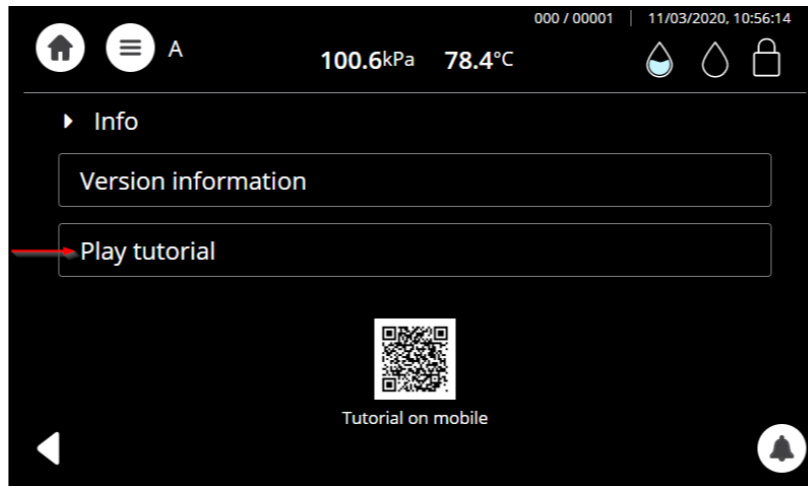 000 / 00001 | 11/03/2020, 10:56:14
A 100.6kPa 78.4°C
Info
Version information
Play tutorial
Tutorial on mobile